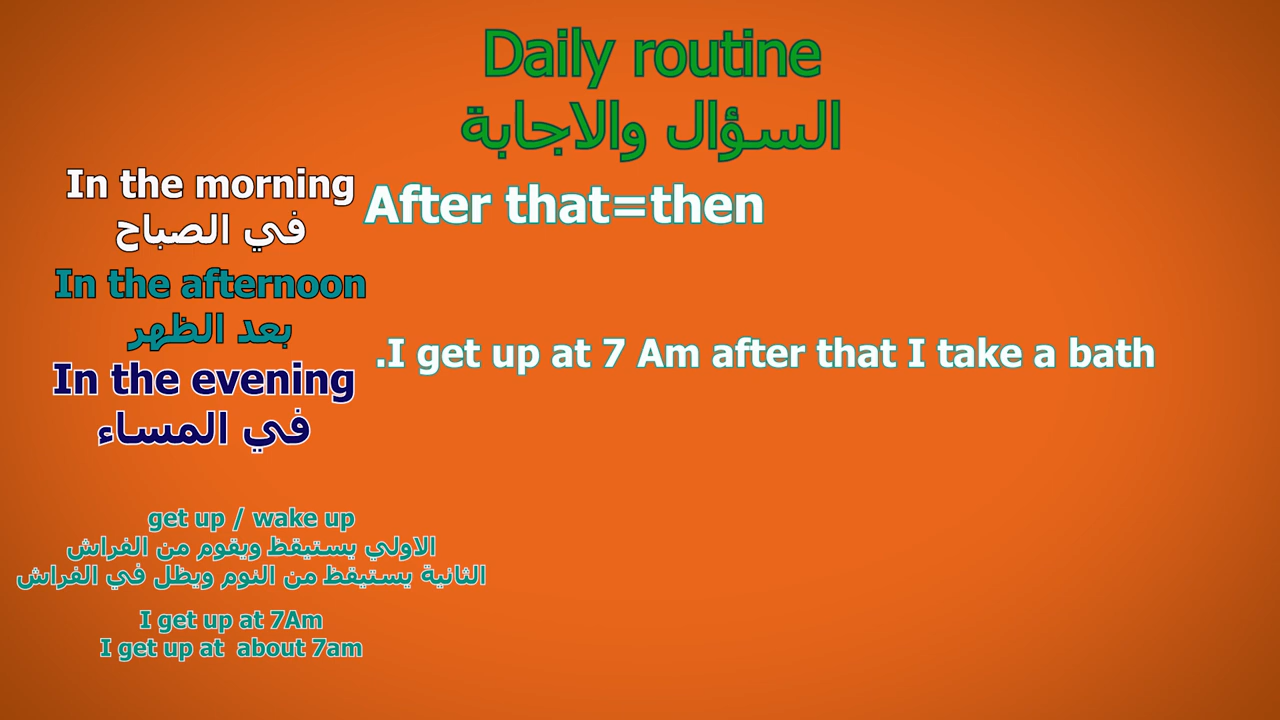 Daily routine
السؤال والاجابة
In the morning
في الصباح
After that=then
In the afternoon
بعد الظهر
.I get up at 7 Am after that I take a bath
In the evening
في المساء
get up / wake up
الاولي يستيقظ ويقوم من الفراش
الثانية يستيقظ من النوم ويظل في الفراش
I get up at 7Am
I get up at  about 7am